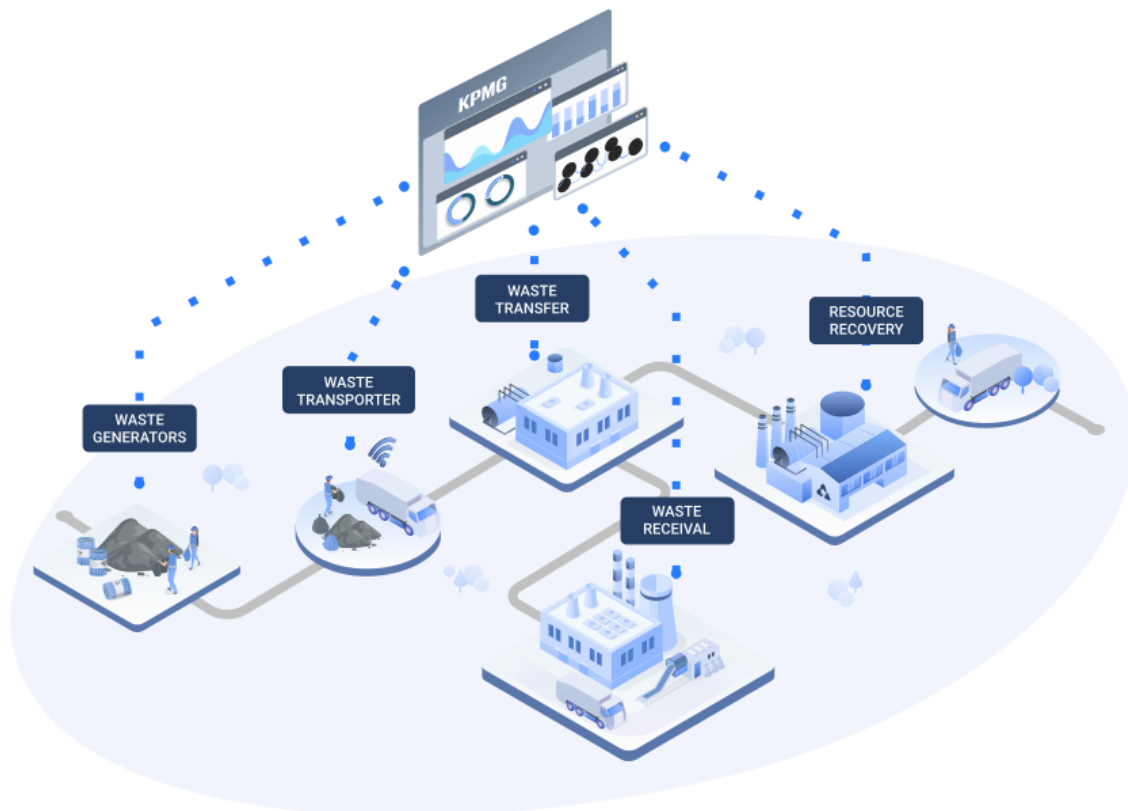 KPMG
WASTE
TRANSFER
RESOURCE
RECOVERY
WASTE
TRANSPORTER
WASTE
GENERATORS
WASTE
RECEIVAL